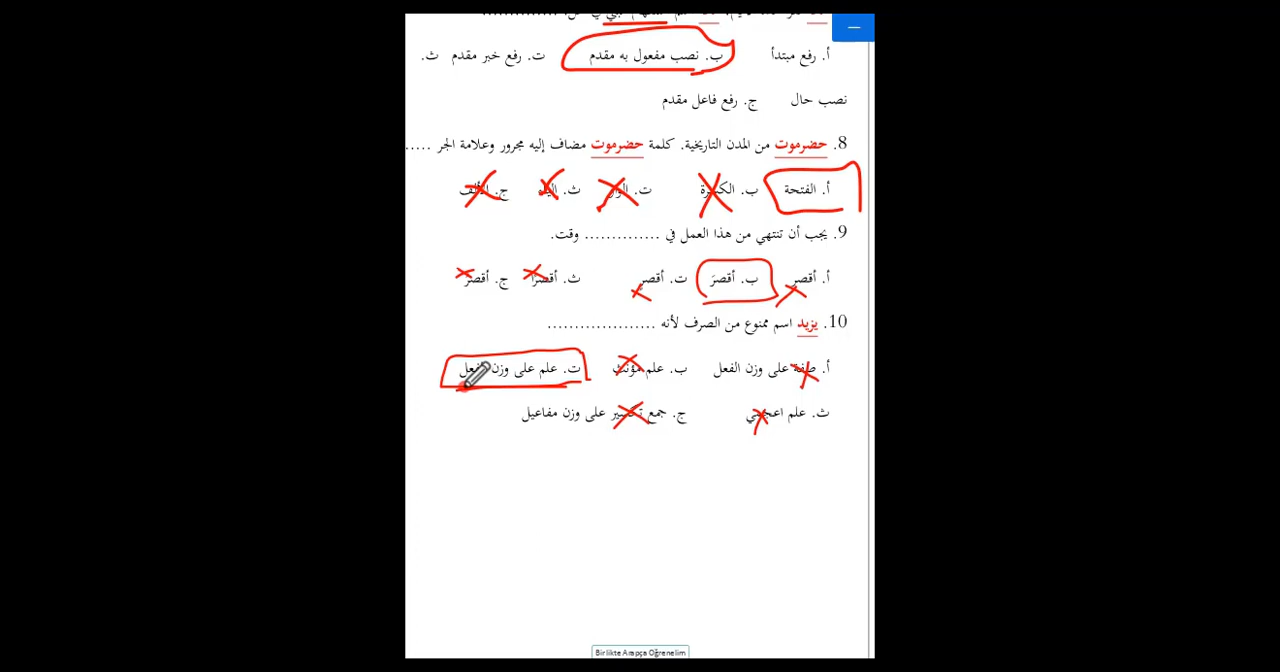 أ. رفع مبتدأ ب. نصب مفعول به مقدم ت. رفع خبر مقدم ث.
نصب حال ج. رفع فاعل مقدم
8. حضرموت من المدن التاريخية. كلمة حضرموت مضاف إليه مجرور وعلامة الجر .....
أ. الفتحة ب. الكسرة ت. الواو ث. الياء ج. الألف
9. يجب أن تنتهي من هذا العمل في .............. وقت.
أ. أقصر ب. أقصرَ ت. أقصرٍ ث. أقصرًا ج. أقصرُ
10. يزيد اسم ممنوع من الصرف لأنه ....................
أ. صفة على وزن الفعل ب. علم مؤنث ت. علم على وزن الفعل
ث. علم اعجمي ج. جمع تكسير على وزن مفاعيل
Birlikte Arapça Öğrenelim